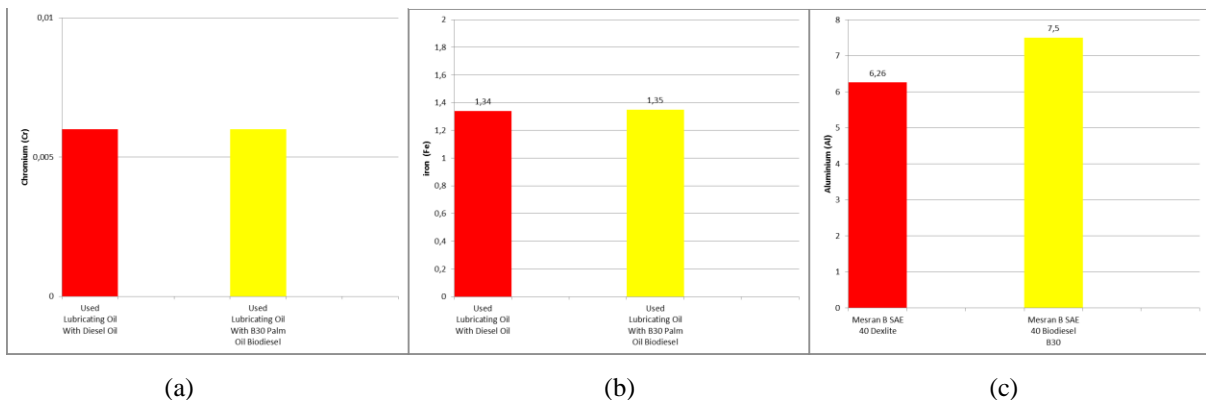 0,01
0,005
0
Chromium (Cr)
Used
Lubricating Oil
With Diesel Oil
Used
Lubricating Oil
With B30 Palm
Oil Biodiesel
(a)
2
1,8
1,6
1,4
1,2
1
0,8
0,6
0,4
0,2
0
iron (Fe)
1,34
1,35
Used
Lubricating Oil
With Diesel Oil
Used
Lubricating Oil
With B30 Palm
Oil Biodiesel
(b)
8
7
6
5
4
3
2
1
0
Aluminium (Al)
6,26
7,5
Mesran B SAE
40 Dexlite
Mesran B SAE
40 Biodiesel
B30
(c)